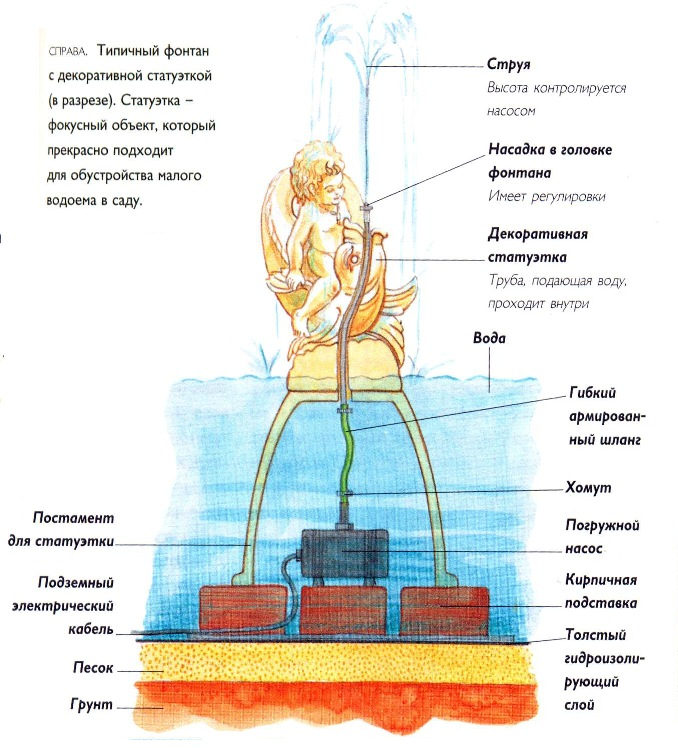 СПРАВА. Типичный фонтан
с декоративной статуэткой
(в разрезе). Статуэтка –
фокусный объект, который
прекрасно подходит
для обустройства малого
водоема в саду.
Струя
Высота контролируется
насосом
Насадка в головке
фонтана
Имеет регулировки
Декоративная
статуэтка
Труба, подающая воду,
проходит внутри
Вода
Гибкий
армирован-
ный шланг
Хомут
Погружной
насос
Кирпичная
подставка
Толстый
гидроизоли-
рующий
слой
Постамент
для статуэтки
Подземный
электрический
кабель
Песок
Грунт